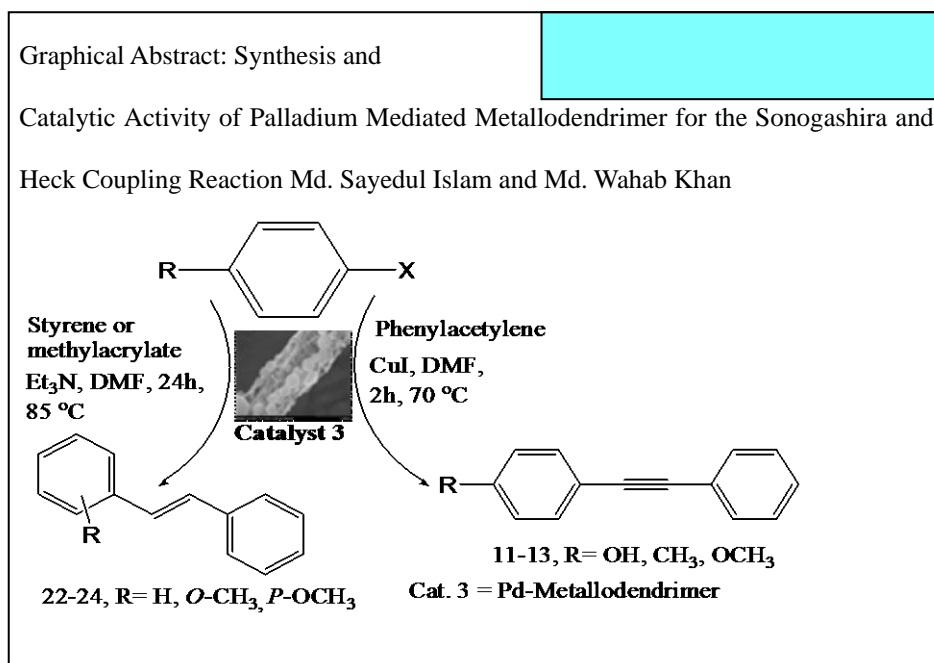 Graphical Abstract: Synthesis and
Catalytic Activity of Palladium Mediated Metallodendrimer for the Sonogashira and
Heck Coupling Reaction Md. Sayedul Islam and Md. Wahab Khan
R
X
Styrene or
methylacrylate
Et₃N, DMF, 24h,
85 ᵒC
Phenylacetylene
CuI, DMF,
2h, 70 ᵒC
Catalyst 3
R
R
22-24, R= H, O-CH₃, P-OCH₃
11-13, R= OH, CH₃, OCH₃
Cat. 3 = Pd-Metallodendrimer